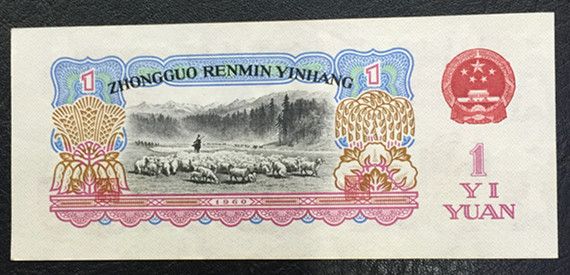 ZHONGGUO RENMIN YINHANG
1
1
1960
1
YI
YUAN